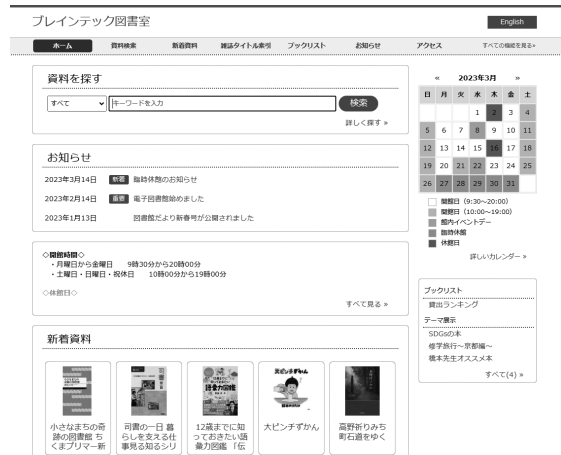 ブレインテック図書室
English
ホーム 資料検索 新着資料 雑誌タイトル索引 ブックリスト お知らせ アクセス すべての機能を見る»
資料を探す
すべて キーワードを入力 検索
詳しく探す »
お知らせ
2023年3月14日 新着 臨時休館のお知らせ
2023年2月14日 重要 電子図書館始めました
2023年1月13日 図書館だより新春号が公開されました
◇開館時間◇
・月曜日から金曜日 9時30分から20時00分
・土曜日・日曜日・祝休日 10時00分から19時00分
◇休館日◇
すべて見る »
新着資料
小さなまちの奇
跡の図書館 ち
くまプリマー新
司書の一日 暮
らしを支える仕
事見る知るシリ
12歳までに知
っておきたい語
彙力図鑑 「伝
大ピンチずかん
高野祈りみち
町石道をゆく
« 2023年3月 »
日 月 火 水 木 金 土
1 2 3 4
5 6 7 8 9 10 11
12 13 14 15 16 17 18
19 20 21 22 23 24 25
26 27 28 29 30 31
開館日 (9:30～20:00)
開館日 (10:00～19:00)
館内イベントデー
臨時休館
休館日
詳しいカレンダー »
ブックリスト
貸出ランキング
テーマ展示
SDGsの本
修学旅行～京都編～
橋本先生オススメ本
すべて(4) »